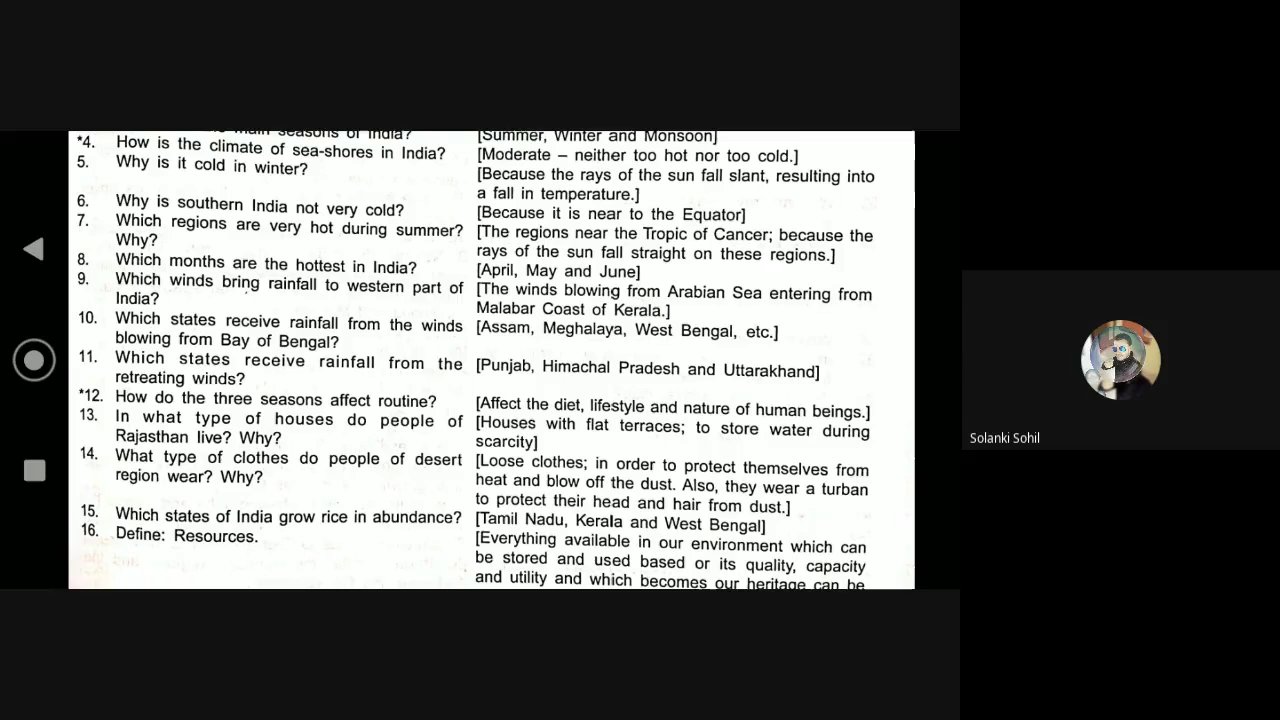 main seasons of India? [Summer, Winter and Monsoon]
*4. How is the climate of sea-shores in India? [Moderate – neither too hot nor too cold.]
5. Why is it cold in winter? [Because the rays of the sun fall slant, resulting into
a fall in temperature.]
6. Why is southern India not very cold? [Because it is near to the Equator]
7. Which regions are very hot during summer? [The regions near the Tropic of Cancer; because the
Why? rays of the sun fall straight on these regions.]
8. Which months are the hottest in India? [April, May and June]
9. Which winds bring rainfall to western part of [The winds blowing from Arabian Sea entering from
India? Malabar Coast of Kerala.]
10. Which states receive rainfall from the winds [Assam, Meghalaya, West Bengal, etc.]
blowing from Bay of Bengal?
11. Which states receive rainfall from the [Punjab, Himachal Pradesh and Uttarakhand]
retreating winds?
*12. How do the three seasons affect routine? [Affect the diet, lifestyle and nature of human beings.]
13. In what type of houses do people of [Houses with flat terraces; to store water during
Rajasthan live? Why? scarcity]
14. What type of clothes do people of desert [Loose clothes; in order to protect themselves from
region wear? Why? heat and blow off the dust. Also, they wear a turban
to protect their head and hair from dust.]
15. Which states of India grow rice in abundance? [Tamil Nadu, Kerala and West Bengal]
16. Define: Resources. [Everything available in our environment which can
be stored and used based or its quality, capacity
and utility and which becomes our heritage can be
Solanki Sohil